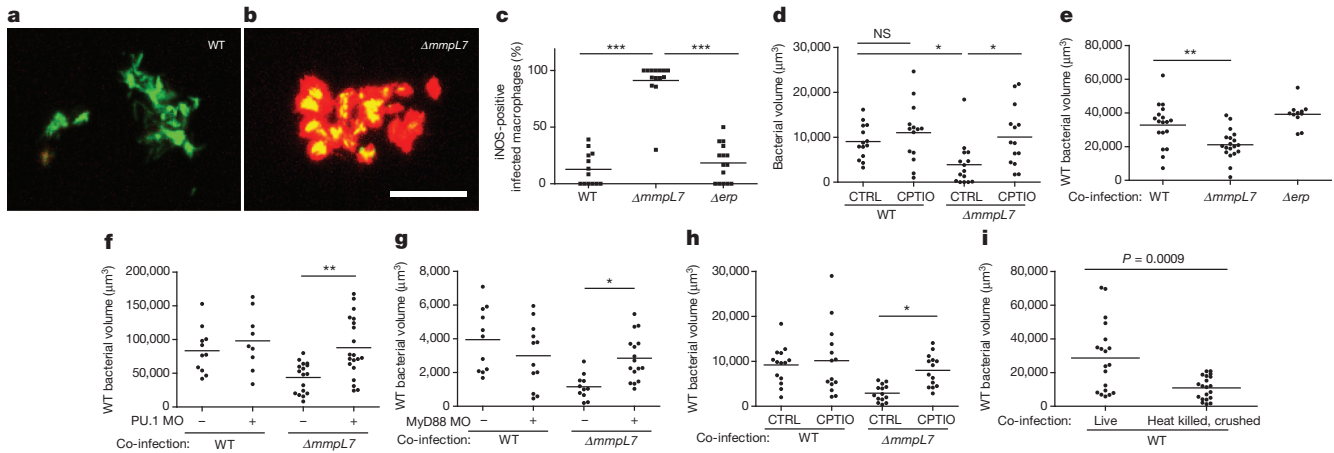 a
WT
b
ΔmmpL7
c
iNOS-positive
infected macrophages (%)
100
50
0
***
***
WT
ΔmmpL7
Δerp
d
Bacterial volume (µm³)
30,000
20,000
10,000
0
NS
*
*
CTRL CPTIO CTRL CPTIO
WT
ΔmmpL7
e
WT bacterial volume (µm³)
80,000
60,000
40,000
20,000
0
**
Co-infection: WT ΔmmpL7 Δerp
f
WT bacterial volume (µm³)
200,000
150,000
100,000
50,000
0
**
PU.1 MO – + – +
Co-infection: WT ΔmmpL7
g
WT bacterial volume (µm³)
8,000
6,000
4,000
2,000
0
*
MyD88 MO – + – +
Co-infection: WT ΔmmpL7
h
WT bacterial volume (µm³)
30,000
20,000
10,000
0
*
CTRL CPTIO CTRL CPTIO
Co-infection: WT ΔmmpL7
i
WT bacterial volume (µm³)
80,000
60,000
40,000
20,000
0
P = 0.0009
Co-infection: Live Heat killed, crushed
WT